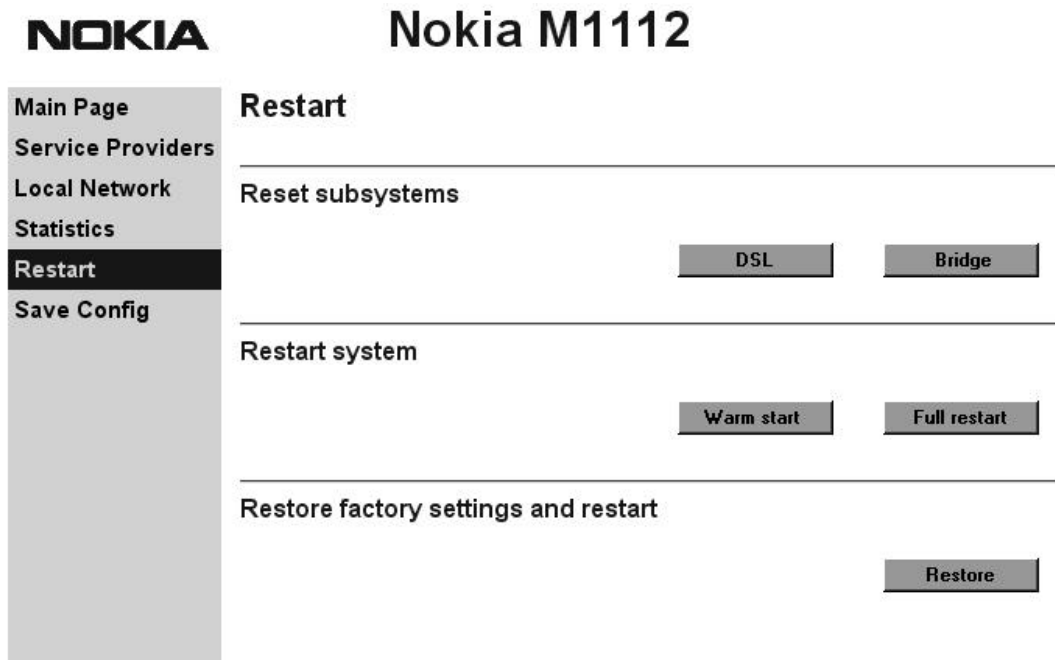 NOKIA
Nokia M1112
Main Page
Service Providers
Local Network
Statistics
Restart
Save Config
Restart
Reset subsystems
DSL Bridge
Restart system
Warm start Full restart
Restore factory settings and restart
Restore